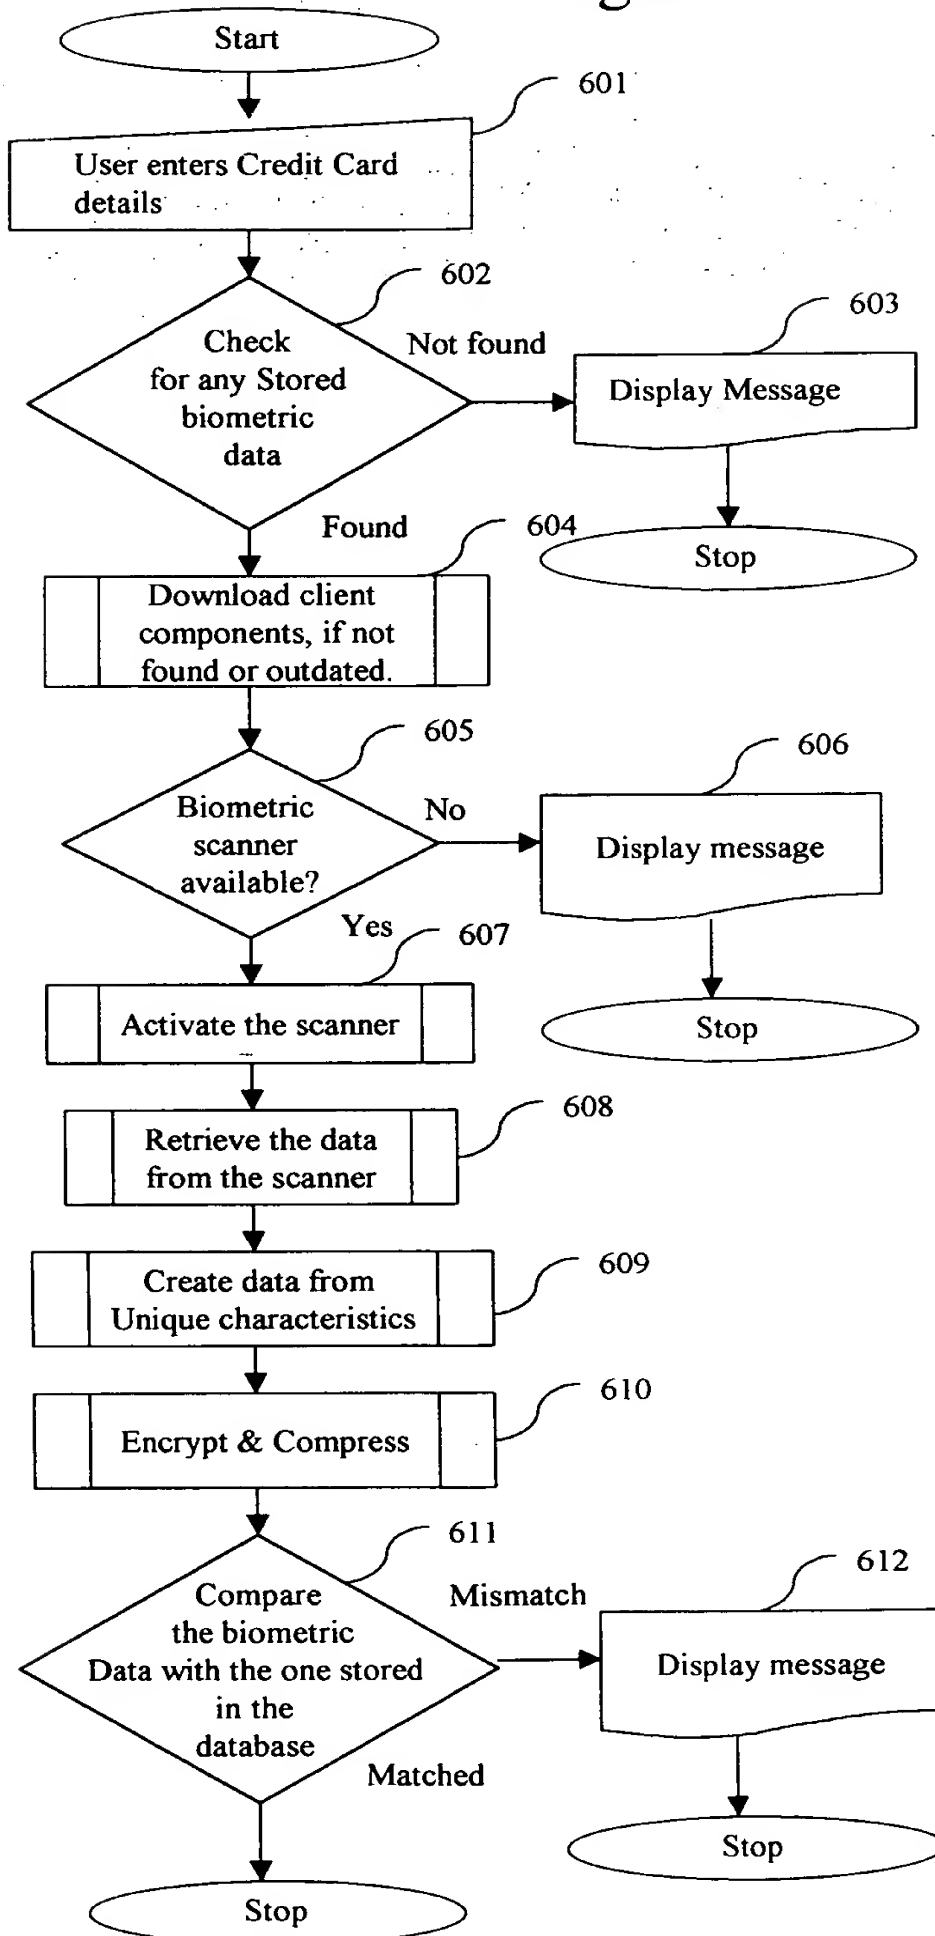 Start
601
User enters Credit Card
details
602
603
Check
for any Stored
biometric
data
Not found
Display Message
Found
604
Stop
Download client
components, if not
found or outdated.
605
606
Biometric
scanner
available?
No
Display message
Yes
607
Activate the scanner
Stop
608
Retrieve the data
from the scanner
609
Create data from
Unique characteristics
610
Encrypt & Compress
611
612
Compare
the biometric
Data with the one stored
in the
database
Mismatch
Display message
Matched
Stop
Stop